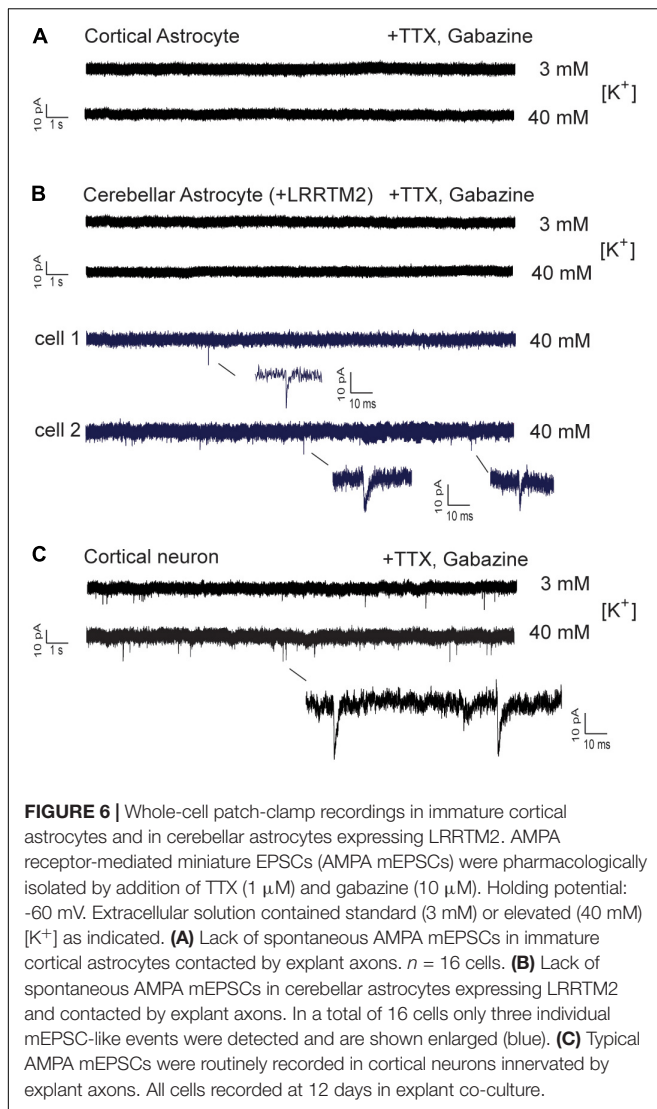 A Cortical Astrocyte +TTX, Gabazine
3 mM
[K+]
40 mM
10 pA
1 s
B Cerebellar Astrocyte (+LRRTM2) +TTX, Gabazine
3 mM
[K+]
40 mM
10 pA
1 s
cell 1 40 mM
10 pA
10 ms
cell 2 40 mM
10 pA
10 ms
C Cortical neuron +TTX, Gabazine
3 mM
[K+]
40 mM
10 pA
1 s
10 pA
10 ms
FIGURE 6 | Whole-cell patch-clamp recordings in immature cortical
astrocytes and in cerebellar astrocytes expressing LRRTM2. AMPA
receptor-mediated miniature EPSCs (AMPA mEPSCs) were pharmacologically
isolated by addition of TTX (1 μM) and gabazine (10 μM). Holding potential:
-60 mV. Extracellular solution contained standard (3 mM) or elevated (40 mM)
[K+] as indicated. (A) Lack of spontaneous AMPA mEPSCs in immature
cortical astrocytes contacted by explant axons. n = 16 cells. (B) Lack of
spontaneous AMPA mEPSCs in cerebellar astrocytes expressing LRRTM2
and contacted by explant axons. In a total of 16 cells only three individual
mEPSC-like events were detected and are shown enlarged (blue). (C) Typical
AMPA mEPSCs were routinely recorded in cortical neurons innervated by
explant axons. All cells recorded at 12 days in explant co-culture.